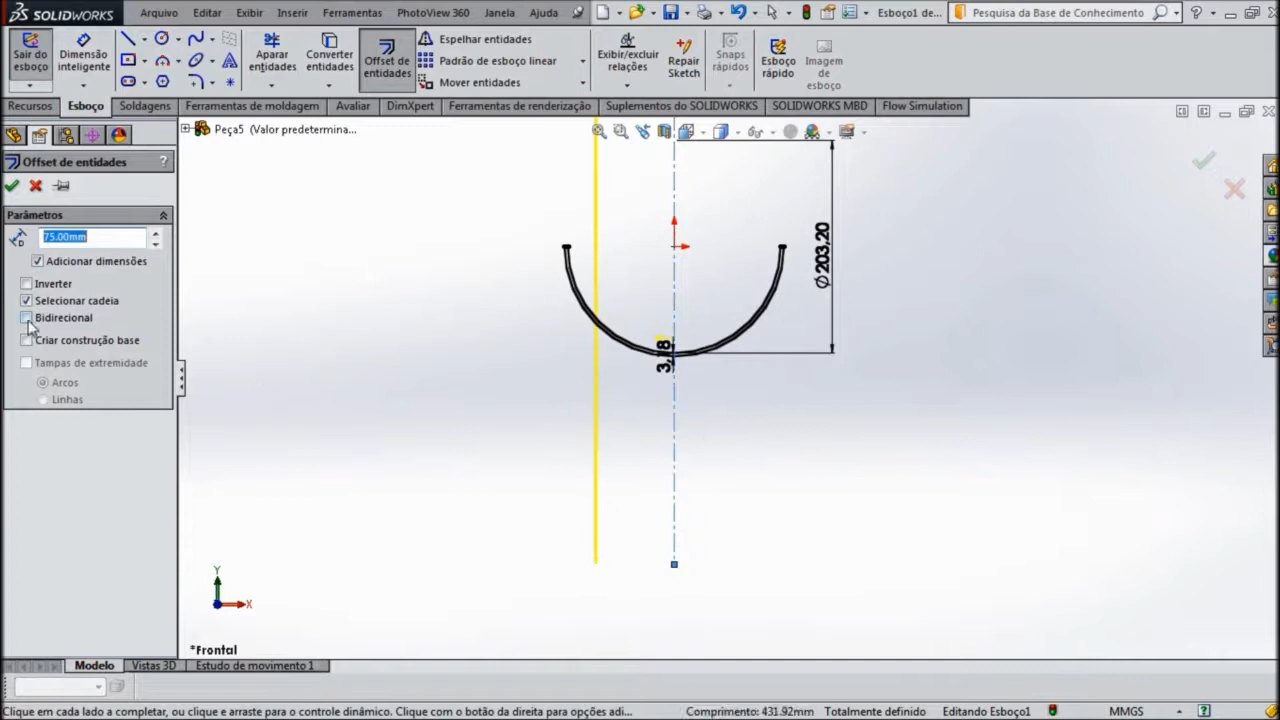 SOLIDWORKS
Arquivo Editar Exibir Inserir Ferramentas PhotoView 360 Janela Ajuda
Esboço1 de...
Pesquisa da Base de Conhecimento
Sair do esboço
Dimensão inteligente
Aparar entidades
Converter entidades
Offset de entidades
Espelhar entidades
Padrão de esboço linear
Mover entidades
Exibir/excluir relações
Repair Sketch
Snaps rápidos
Esboço rápido
Imagem de esboço
Recursos Esboço Soldagens Ferramentas de moldagem Avaliar DimXpert Ferramentas de renderização Suplementos do SOLIDWORKS SOLIDWORKS MBD Flow Simulation
Peça5 (Valor predetermina...
Offset de entidades ?
Parâmetros
75.00mm
Adicionar dimensões
Inverter
Selecionar cadeia
Bidirecional
Criar construção base
Tampas de extremidade
Arcos
Linhas
Ø203,20
3,18
Y
X
*Frontal
Modelo Vistas 3D Estudo de movimento 1
Clique em cada lado a completar, ou clique e arraste para o controle dinâmico. Clique com o botão da direita para opções adi...
Comprimento: 431.92mm Totalmente definido Editando Esboço1 MMGS